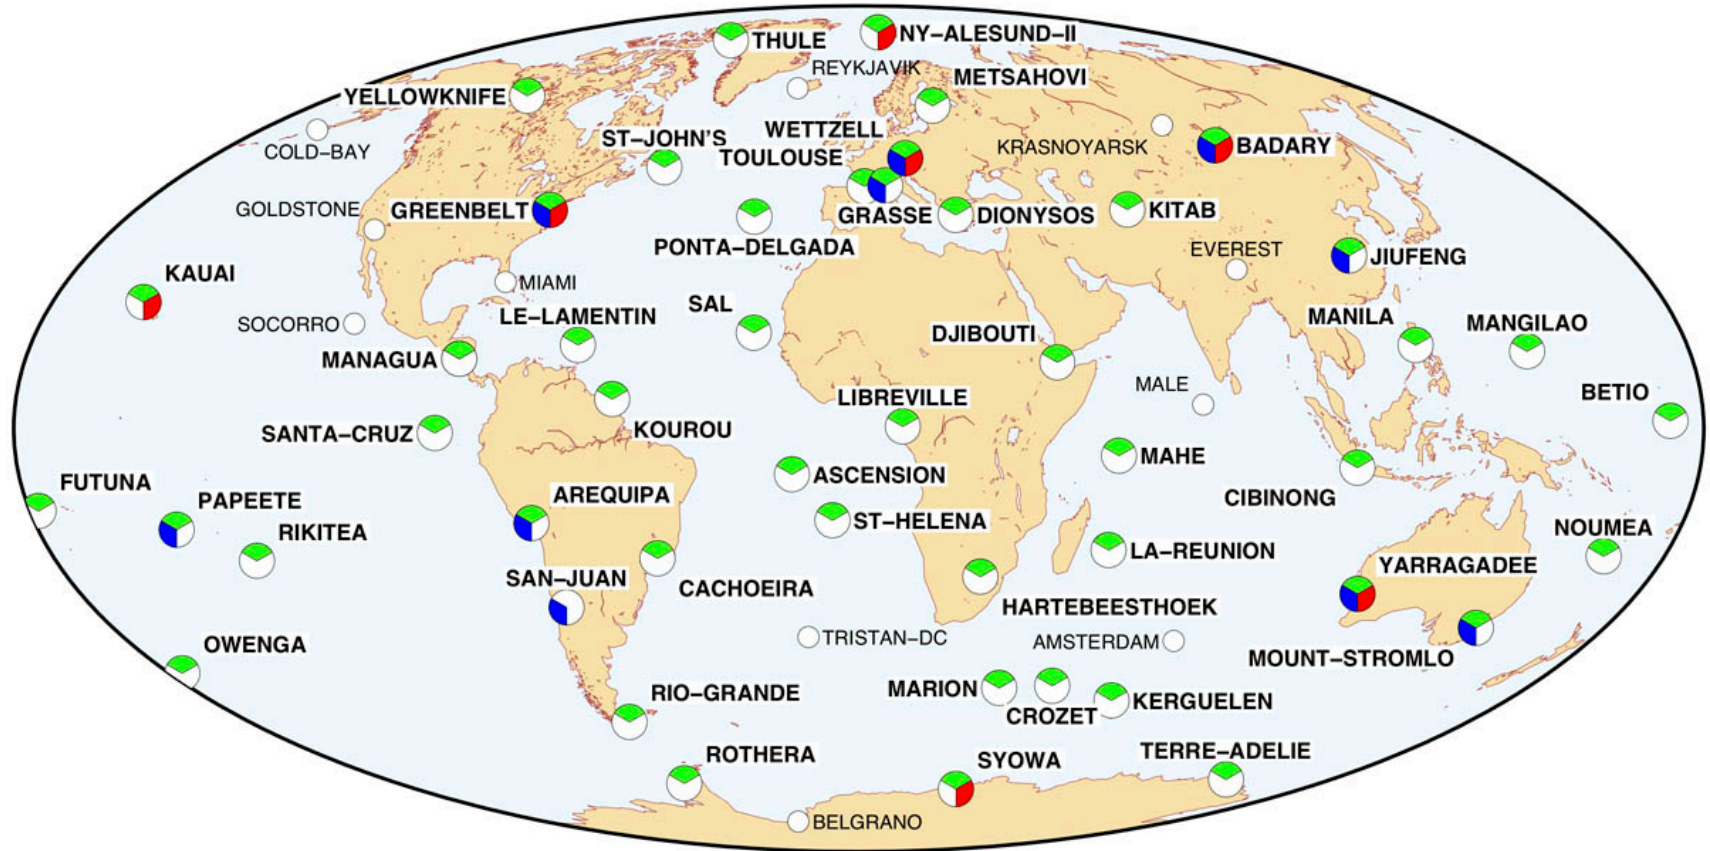 THULE
NY–ALESUND–II
REYKJAVIK
METSAHOVI
YELLOWKNIFE
WETTZELL
ST–JOHN'S
COLD–BAY
TOULOUSE
KRASNOYARSK
BADARY
GOLDSTONE
GREENBELT
GRASSE
DIONYSOS
KITAB
PONTA–DELGADA
EVEREST
JIUFENG
KAUAI
MIAMI
SAL
LE–LAMENTIN
MANILA
SOCORRO
MANGILAO
DJIBOUTI
MANAGUA
MALE
BETIO
LIBREVILLE
KOUROU
SANTA–CRUZ
MAHE
ASCENSION
FUTUNA
AREQUIPA
CIBINONG
PAPEETE
ST–HELENA
NOUMEA
RIKITEA
LA–REUNION
YARRAGADEE
SAN–JUAN
CACHOEIRA
HARTEBEESTHOEK
TRISTAN–DC
AMSTERDAM
OWENGA
MOUNT–STROMLO
RIO–GRANDE
MARION
KERGUELEN
CROZET
TERRE–ADELIE
ROTHERA
SYOWA
BELGRANO